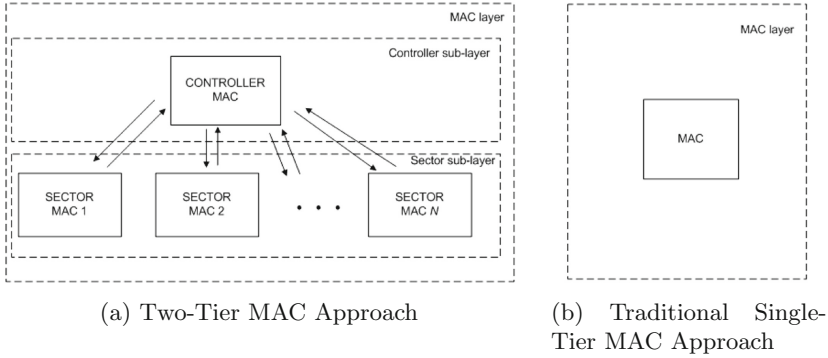 MAC layer
Controller sub-layer
CONTROLLER
MAC
Sector sub-layer
SECTOR
MAC 1
SECTOR
MAC 2
• • •
SECTOR
MAC N
(a) Two-Tier MAC Approach
MAC layer
MAC
(b) Traditional Single-
Tier MAC Approach